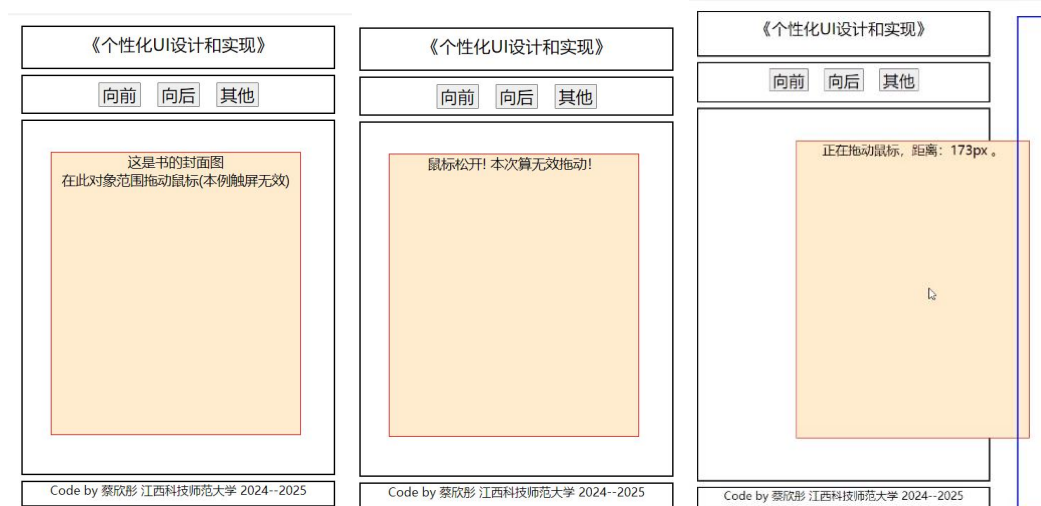 《个性化UI设计和实现》
向前 向后 其他
这是书的封面图
在此对象范围拖动鼠标(本例触屏无效)
Code by 蔡欣彤 江西科技师范大学 2024--2025
《个性化UI设计和实现》
向前 向后 其他
鼠标松开! 本次算无效拖动!
Code by 蔡欣彤 江西科技师范大学 2024--2025
《个性化UI设计和实现》
向前 向后 其他
正在拖动鼠标，距离：173px 。
Code by 蔡欣彤 江西科技师范大学 2024--2025